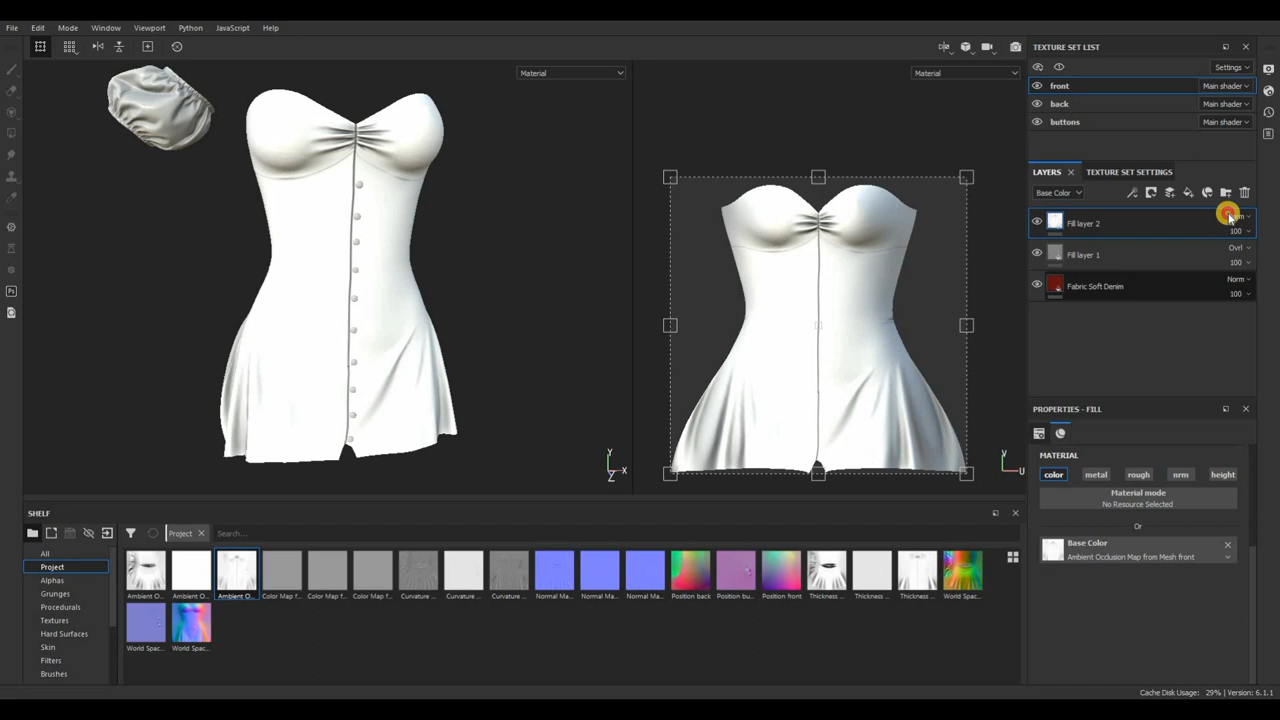 File Edit Mode Window Viewport Python JavaScript Help
Material
Material
TEXTURE SET LIST
Settings
front Main shader
back Main shader
buttons Main shader
LAYERS TEXTURE SET SETTINGS
Base Color
Fill layer 2
100
Fill layer 1 Ovrl
100
Fabric Soft Denim Norm
100
PROPERTIES - FILL
MATERIAL
color metal rough nrm height
Material mode
No Resource Selected
Or
Base Color
Ambient Occlusion Map from Mesh front
Y
X
Z
V
U
SHELF
Project Search...
All
Project
Alphas
Grunges
Procedurals
Textures
Hard Surfaces
Skin
Filters
Brushes
Ambient O... Ambient O... Ambient O... Color Map f... Color Map f... Color Map f... Curvature ... Curvature ... Curvature ... Normal Ma... Normal Ma... Normal Ma... Position back Position bu... Position front Thickness ... Thickness ... Thickness ... World Spac...
World Spac... World Spac...
Cache Disk Usage: 29% | Version: 6.1.1